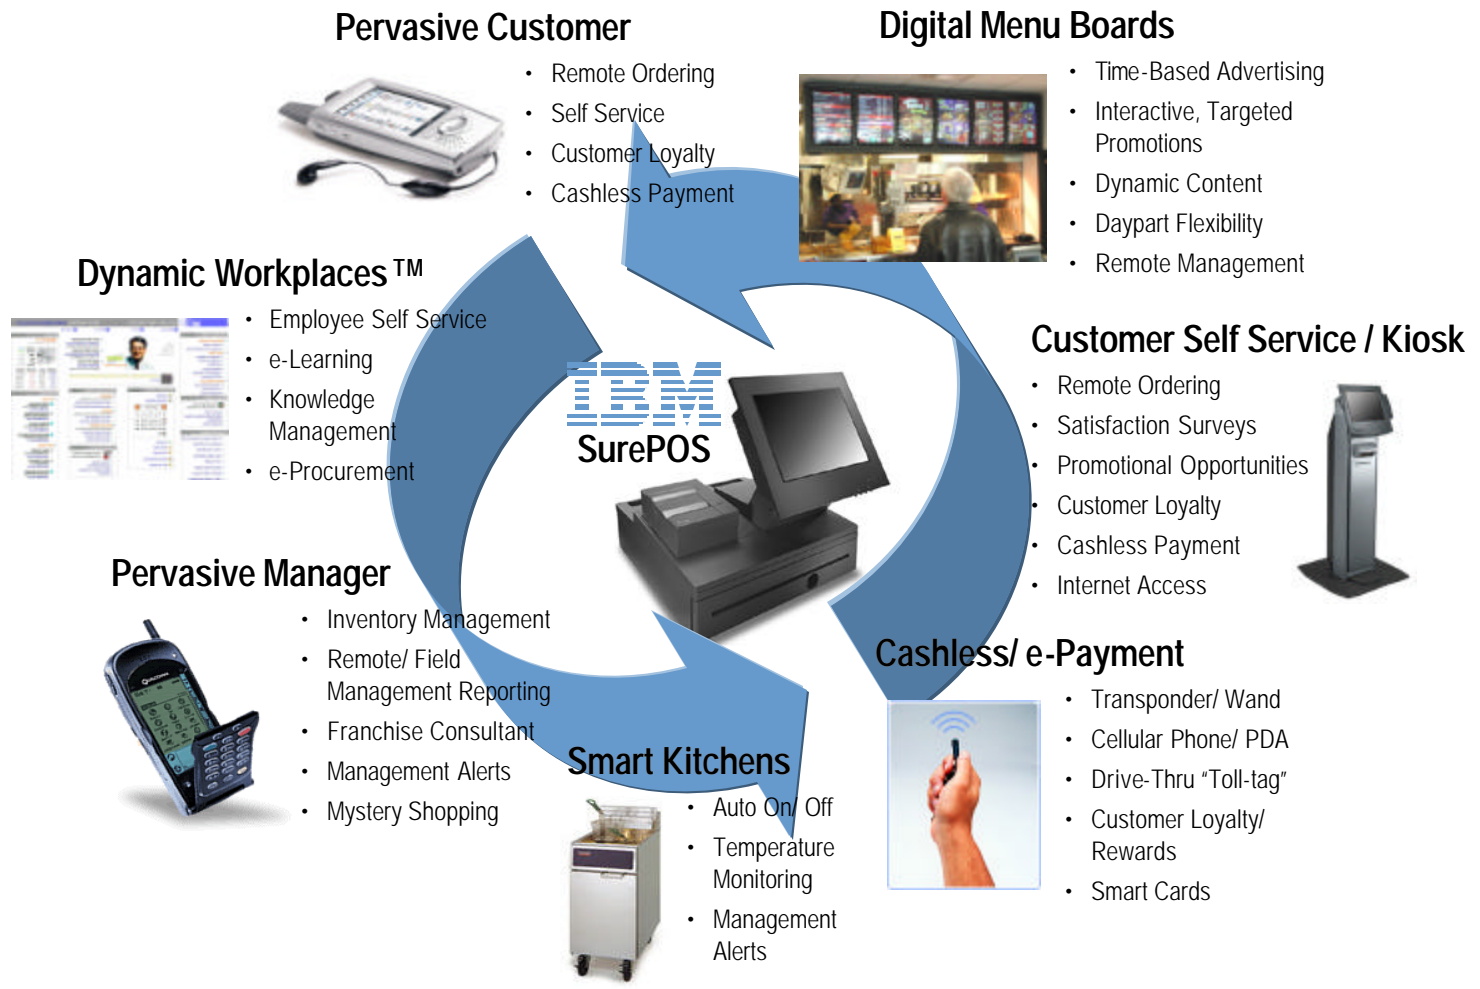 Pervasive Customer
• Remote Ordering
• Self Service
• Customer Loyalty
• Cashless Payment
Digital Menu Boards
• Time-Based Advertising
• Interactive, Targeted
Promotions
• Dynamic Content
• Daypart Flexibility
• Remote Management
Dynamic Workplaces™
• Employee Self Service
• e-Learning
• Knowledge
Management
• e-Procurement
IBM
SurePOS
Customer Self Service / Kiosk
• Remote Ordering
• Satisfaction Surveys
• Promotional Opportunities
• Customer Loyalty
• Cashless Payment
• Internet Access
Pervasive Manager
• Inventory Management
• Remote/ Field
Management Reporting
• Franchise Consultant
• Management Alerts
• Mystery Shopping
QUALCOMM
Smart Kitchens
• Auto On/ Off
• Temperature
Monitoring
• Management
Alerts
Cashless/ e-Payment
• Transponder/ Wand
• Cellular Phone/ PDA
• Drive-Thru “Toll-tag”
• Customer Loyalty/
Rewards
• Smart Cards